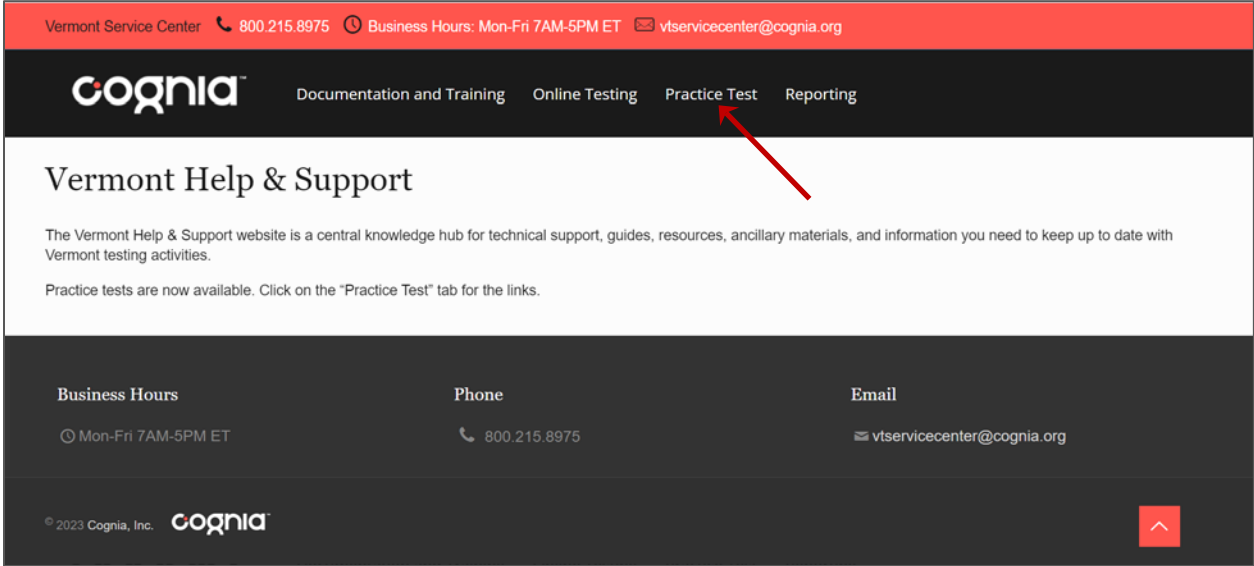 Vermont Service Center 800.215.8975 Business Hours: Mon-Fri 7AM-5PM ET vtservicecenter@cognia.org
cognia™ Documentation and Training Online Testing Practice Test Reporting
Vermont Help & Support
The Vermont Help & Support website is a central knowledge hub for technical support, guides, resources, ancillary materials, and information you need to keep up to date with
Vermont testing activities.
Practice tests are now available. Click on the “Practice Test” tab for the links.
Business Hours Phone Email
Mon-Fri 7AM-5PM ET 800.215.8975 vtservicecenter@cognia.org
© 2023 Cognia, Inc. cognia™